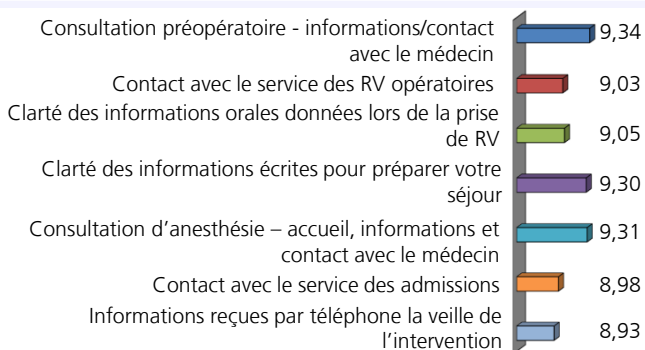 Consultation préopératoire - informations/contact
avec le médecin
9,34
Contact avec le service des RV opératoires
9,03
Clarté des informations orales données lors de la prise
de RV
9,05
Clarté des informations écrites pour préparer votre
séjour
9,30
Consultation d’anesthésie – accueil, informations et
contact avec le médecin
9,31
Contact avec le service des admissions
8,98
Informations reçues par téléphone la veille de
l’intervention
8,93